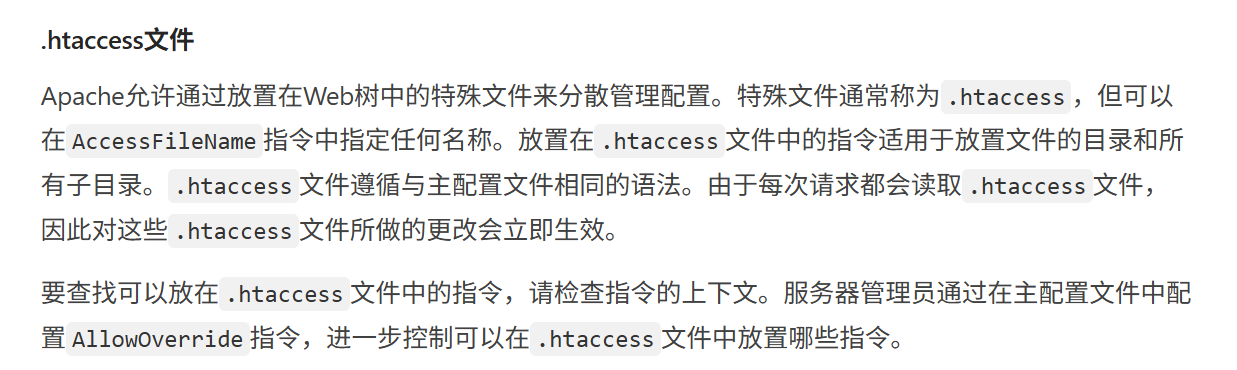 .htaccess文件
Apache允许通过放置在Web树中的特殊文件来分散管理配置。特殊文件通常称为 .htaccess ，但可以
在 AccessFileName 指令中指定任何名称。放置在 .htaccess 文件中的指令适用于放置文件的目录和所
有子目录。 .htaccess 文件遵循与主配置文件相同的语法。由于每次请求都会读取 .htaccess 文件，
因此对这些 .htaccess 文件所做的更改会立即生效。
要查找可以放在 .htaccess 文件中的指令，请检查指令的上下文。服务器管理员通过在主配置文件中配
置 AllowOverride 指令，进一步控制可以在 .htaccess 文件中放置哪些指令。